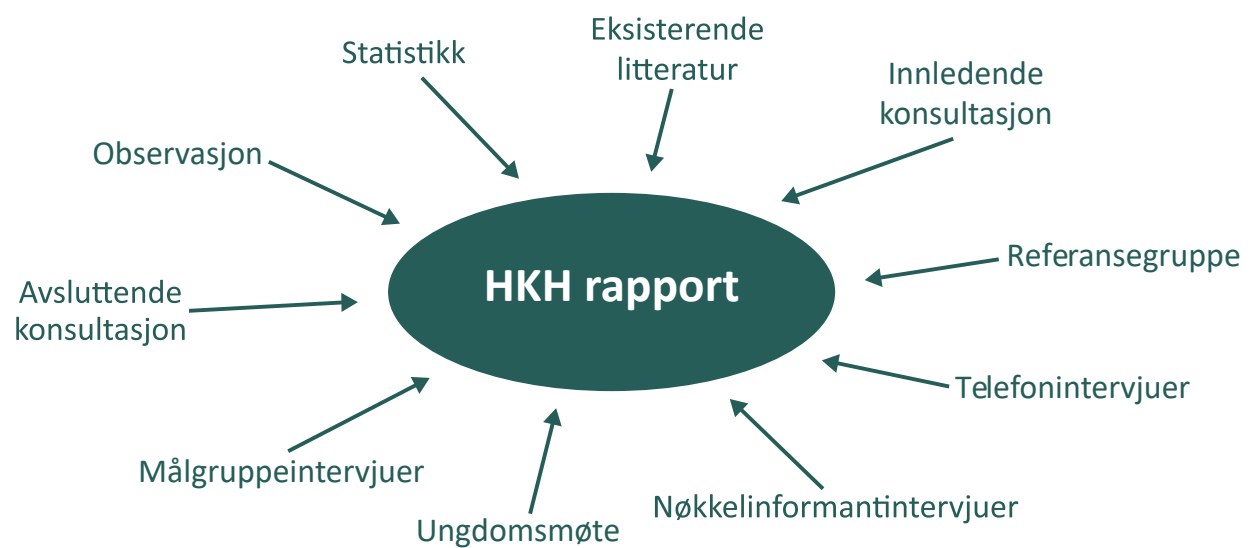 Eksisterende
litteratur
Statistikk
Innledende
konsultasjon
Observasjon
Referansegruppe
HKH rapport
Avsluttende
konsultasjon
Telefonintervjuer
Målgruppeintervjuer
Nøkkelinformantintervjuer
Ungdomsmøte